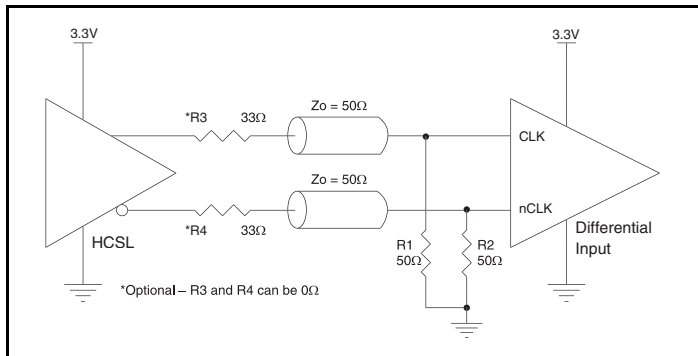 3.3V
3.3V
*R3 33Ω
Zo = 50Ω
CLK
Zo = 50Ω
nCLK
*R4 33Ω
HCSL
R1
50Ω
R2
50Ω
Differential
Input
*Optional – R3 and R4 can be 0Ω